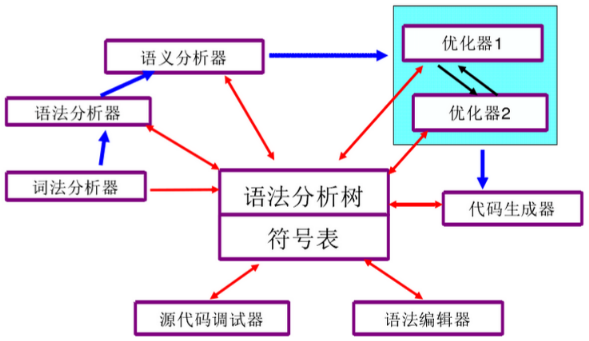 语义分析器
优化器1
语法分析器
优化器2
词法分析器
语法分析树
代码生成器
符号表
源代码调试器
语法编辑器